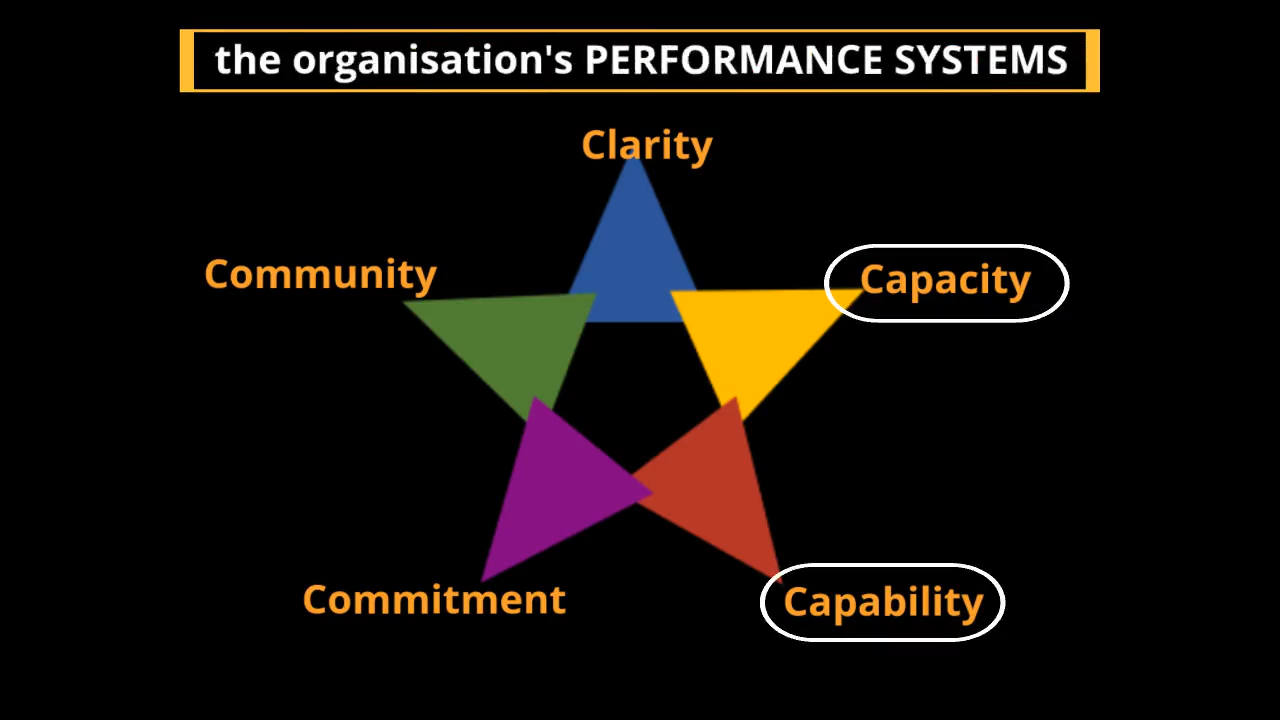 the organisation's PERFORMANCE SYSTEMS
Clarity
Community
Capacity
Commitment
Capability